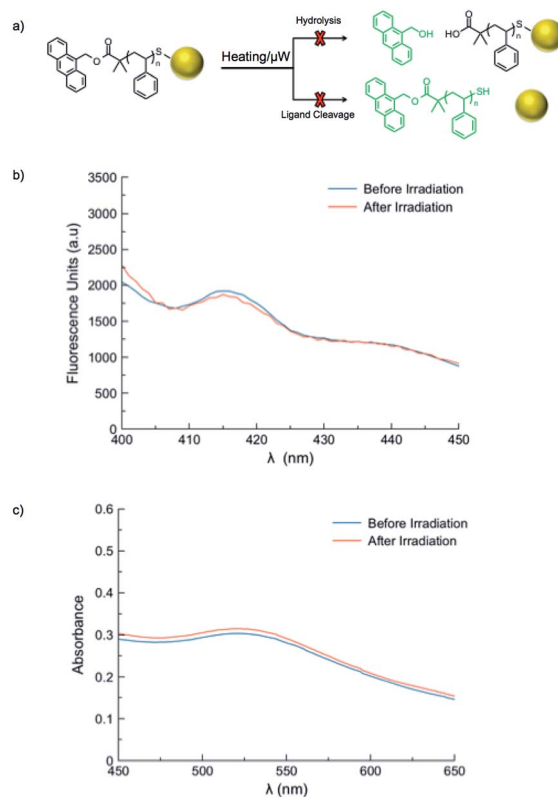 a)
O
O
S
n
Heating/µW
Hydrolysis
Ligand Cleavage
OH
HO
O
S
n
O
O
SH
n
b)
Before Irradiation
After Irradiation
Fluorescence Units (a.u)
3500
3000
2500
2000
1750
1000
500
0
400
410
420
430
440
450
λ (nm)
c)
Before Irradiation
After Irradiation
Absorbance
0.6
0.5
0.4
0.3
0.2
0.1
0
450
500
550
600
650
λ (nm)